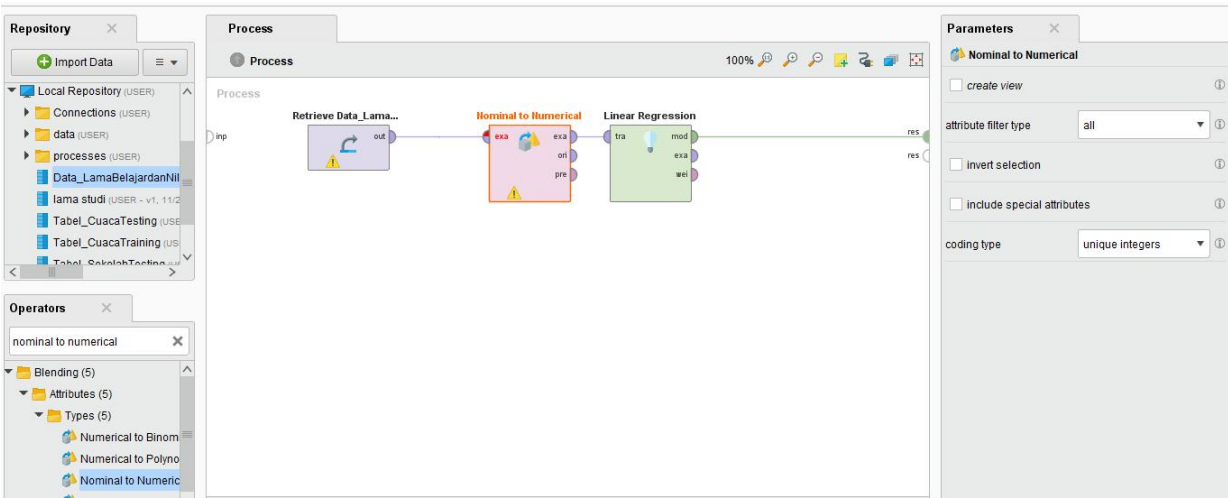 Repository
Import Data
Local Repository (USER)
Connections (USER)
data (USER)
processes (USER)
Data_LamaBelajardanNil
lama studi (USER - v1, 11/2
Tabel_CuacaTesting (USE
Tabel_CuacaTraining (US
Tabel_SekolahTesting
Operators
nominal to numerical
Blending (5)
Attributes (5)
Types (5)
Numerical to Binom
Numerical to Polyno
Nominal to Numeric
Process
Process
100%
Process
inp
Retrieve Data_Lama...
out
Nominal to Numerical
exa
exa
ori
pre
Linear Regression
tra
mod
exa
wei
res
res
Parameters
Nominal to Numerical
create view
attribute filter type
all
invert selection
include special attributes
coding type
unique integers